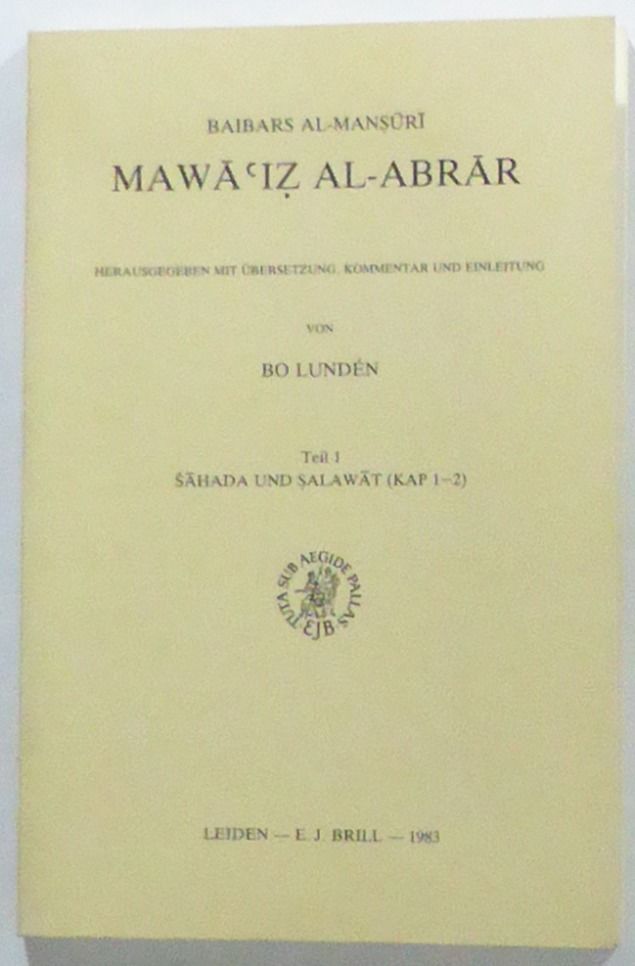 BAIBARS AL-MANṢŪRĪ
MAWĀʿIẒ AL-ABRĀR
HERAUSGEGEBEN MIT ÜBERSETZUNG, KOMMENTAR UND EINLEITUNG
VON
BO LUNDÉN
Teil 1
ŠĀHADA UND ṢALAWĀT (KAP 1–2)
TUTA SUB AEGIDE PALLAS
EJB
LEIDEN — E. J. BRILL — 1983